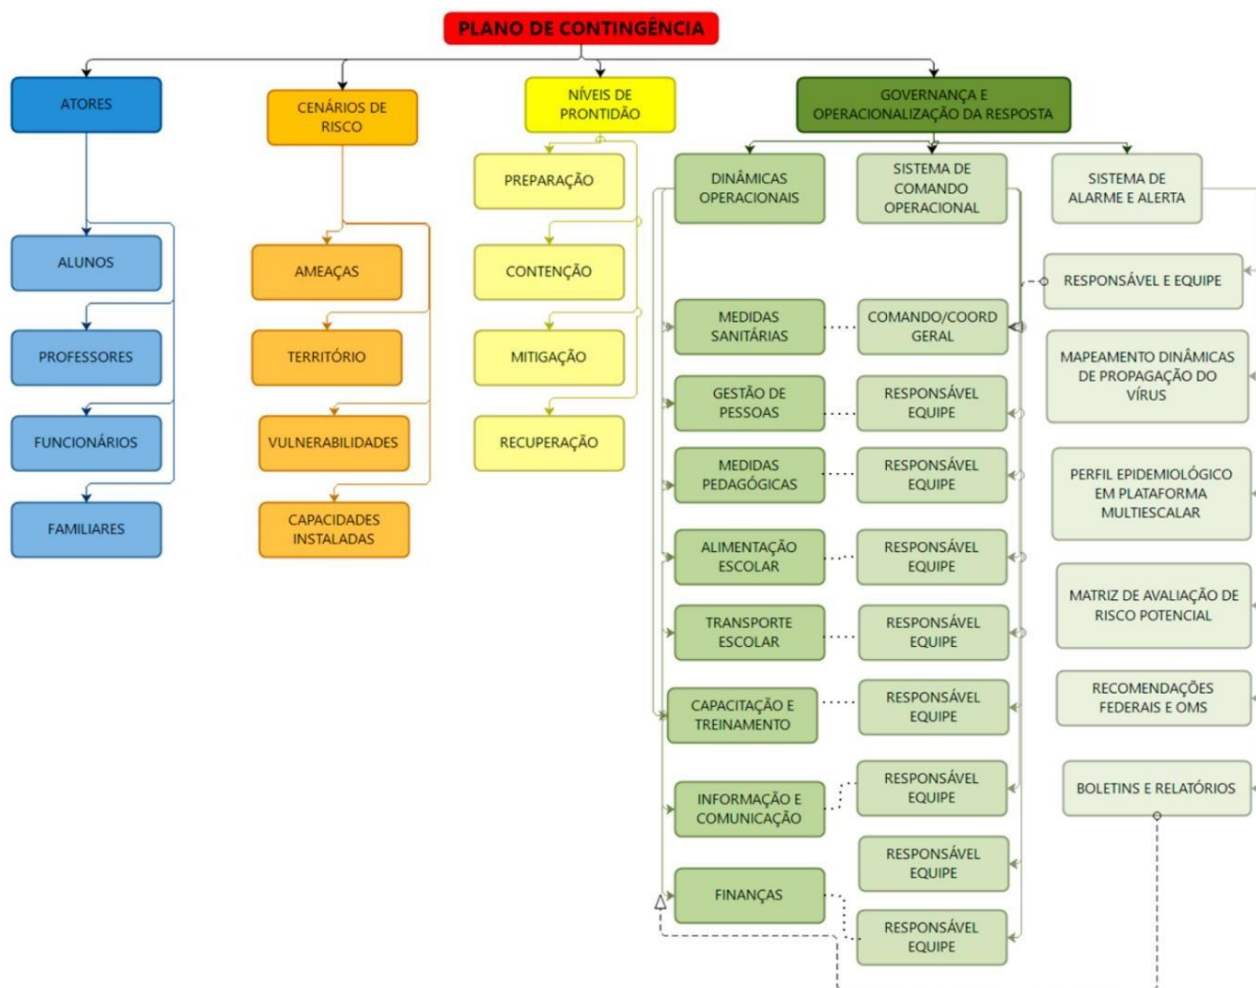 PLANO DE CONTINGÊNCIA
ATORES
CENÁRIOS DE
RISCO
NÍVEIS DE
PRONTIDÃO
GOVERNANÇA E
OPERACIONALIZAÇÃO DA RESPOSTA
ALUNOS
PROFESSORES
FUNCIONÁRIOS
FAMILIARES
AMEAÇAS
TERRITÓRIO
VULNERABILIDADES
CAPACIDADES
INSTALADAS
PREPARAÇÃO
CONTENÇÃO
MITIGAÇÃO
RECUPERAÇÃO
DINÂMICAS
OPERACIONAIS
MEDIDAS
SANITÁRIAS
GESTÃO DE
PESSOAS
MEDIDAS
PEDAGÓGICAS
ALIMENTAÇÃO
ESCOLAR
TRANSPORTE
ESCOLAR
CAPACITAÇÃO E
TREINAMENTO
INFORMAÇÃO E
COMUNICAÇÃO
FINANÇAS
SISTEMA DE
COMANDO
OPERACIONAL
COMANDO/COORD
GERAL
RESPONSÁVEL
EQUIPE
RESPONSÁVEL
EQUIPE
RESPONSÁVEL
EQUIPE
RESPONSÁVEL
EQUIPE
RESPONSÁVEL
EQUIPE
RESPONSÁVEL
EQUIPE
RESPONSÁVEL
EQUIPE
RESPONSÁVEL
EQUIPE
SISTEMA DE
ALARME E ALERTA
RESPONSÁVEL E EQUIPE
MAPEAMENTO DINÂMICAS
DE PROPAGAÇÃO DO
VÍRUS
PERFIL EPIDEMIOLÓGICO
EM PLATAFORMA
MULTIESCALAR
MATRIZ DE AVALIAÇÃO DE
RISCO POTENCIAL
RECOMENDAÇÕES
FEDERAIS E OMS
BOLETINS E RELATÓRIOS